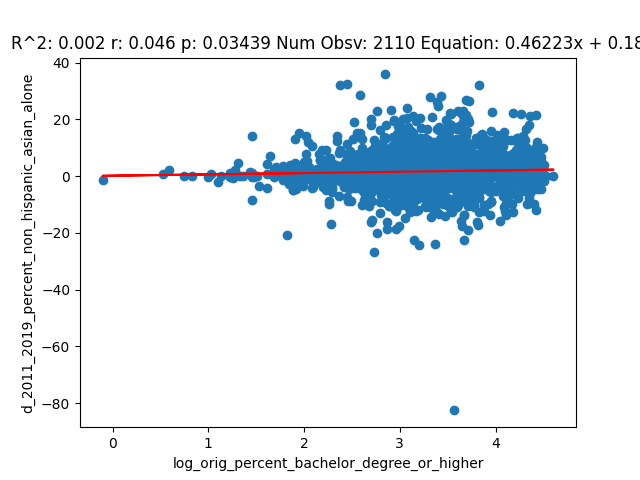 R^2: 0.002 r: 0.046 p: 0.03439 Num Obsv: 2110 Equation: 0.46223x + 0.18
d_2011_2019_percent_non_hispanic_asian_alone
40
20
0
−20
−40
−60
−80
0 1 2 3 4
log_orig_percent_bachelor_degree_or_higher